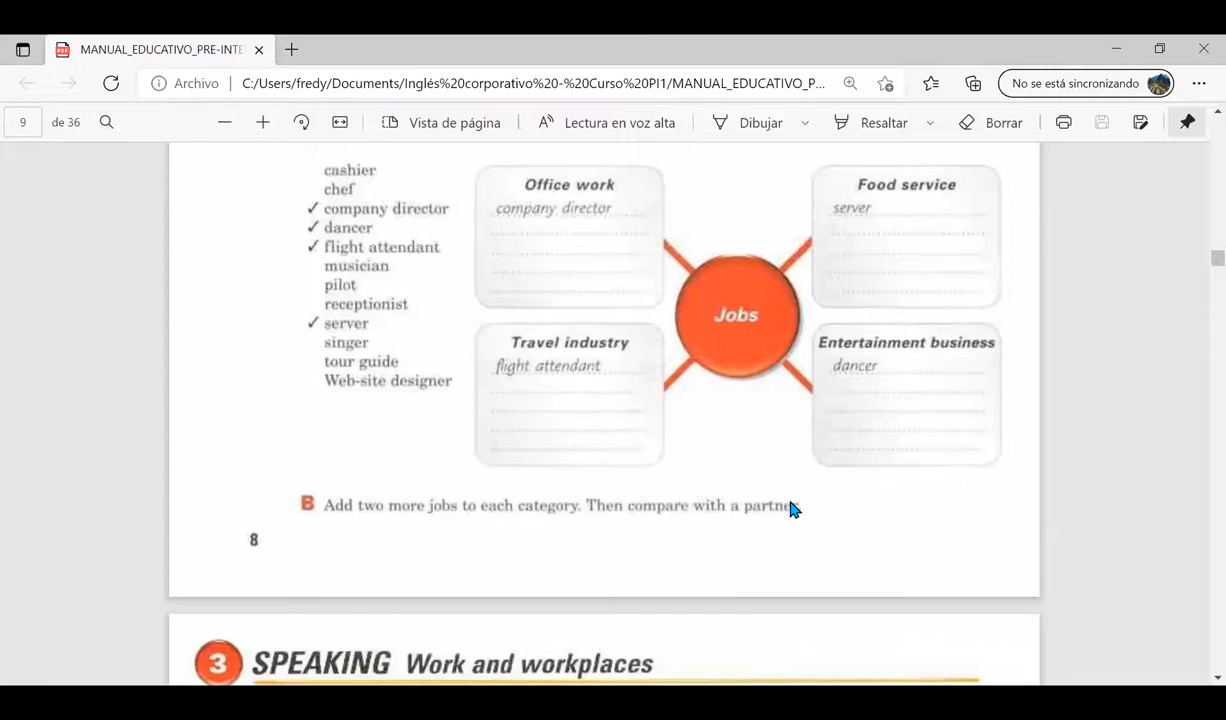 MANUAL_EDUCATIVO_PRE-INTE
Archivo
C:/Users/fredy/Documents/Inglés%20corporativo%20-%20Curso%20PI1/MANUAL_EDUCATIVO_P...
No se está sincronizando
9 de 36
Vista de página
Lectura en voz alta
Dibujar
Resaltar
Borrar
cashier
chef
✓ company director
✓ dancer
✓ flight attendant
musician
pilot
receptionist
✓ server
singer
tour guide
Web-site designer
Office work
company director
Food service
server
Jobs
Travel industry
flight attendant
Entertainment business
dancer
B Add two more jobs to each category. Then compare with a
8
3 SPEAKING Work and workplaces